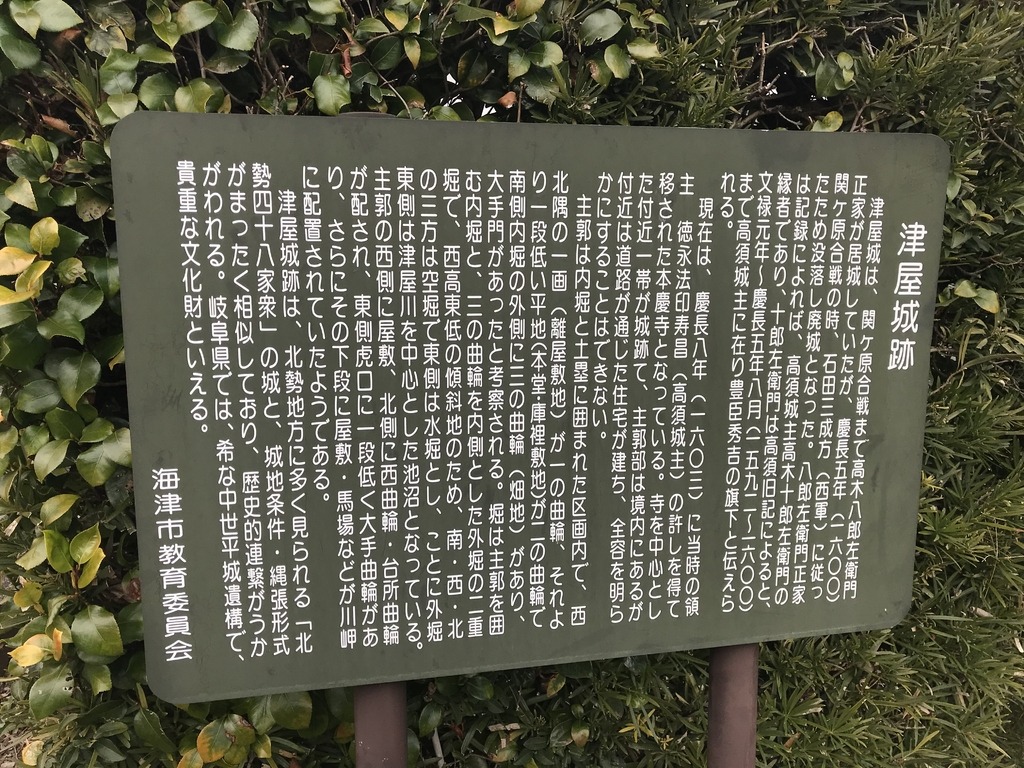 津屋城跡
津屋城は、関ケ原合戦まで高木八郎左衛門
正家が居城していたが、慶長五年（一六〇〇）
関ケ原合戦の時、石田三成方（西軍）に従っ
たため没落し廃城となった。八郎左衛門正家
は記録によれば、高須城主高木十郎左衛門の
縁者であり、十郎左衛門は高須旧記によると、
文禄元年～慶長五年八月（一五九二～一六〇〇）
まで高須城主に在り豊臣秀吉の旗下と伝えら
れる。
現在は、慶長八年（一六〇三）に当時の領
主　徳永法印寿昌（高須城主）の許しを得て
移された本慶寺となっている。寺を中心とし
た付近一帯が城跡で、主郭部は境内にあるが
付近は道路が通じた住宅が建ち、全容を明ら
かにすることはできない。
主郭は内堀と土塁に囲まれた区画内で、西
北隅の一画（離屋敷地）が一の曲輪、それよ
り一段低い平地（本堂・庫裡敷地）が二の曲輪で
南側内堀の外側に三の曲輪（畑地）があり、
大手門があったと考察される。堀は主郭を囲
む内堀と、三の曲輪を内側とした外堀の二重
堀で、西高東低の傾斜地のため、南・西・北
の三方は空堀で東側は水堀とし、ことに外堀
東側は津屋川を中心とした池沼となっている。
主郭の西側に屋敷、北側に西曲輪・台所曲輪
が配され、東側虎口に一段低く大手曲輪があ
り、さらにその下段に屋敷・馬場などが川岬
に配置されていたようである。
津屋城跡は、北勢地方に多く見られる「北
勢四十八家衆」の城と、城地条件・縄張形式
がまったく相似しており、歴史的連撃がうか
がわれる。岐阜県では、希な中世平城遺構で、
貴重な文化財といえる。
海津市教育委員会